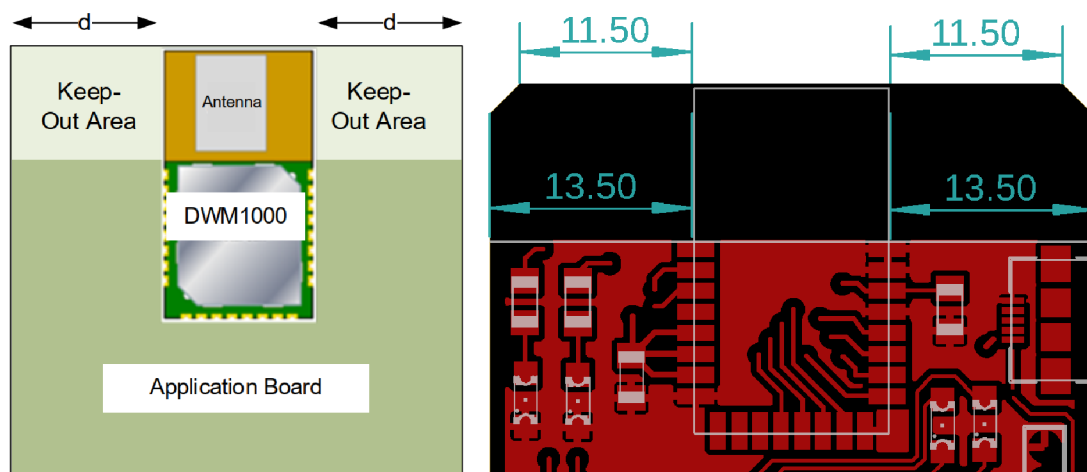 d
d
11.50
11.50
Keep-
Out Area
Antenna
Keep-
Out Area
13.50
13.50
DWM1000
Application Board